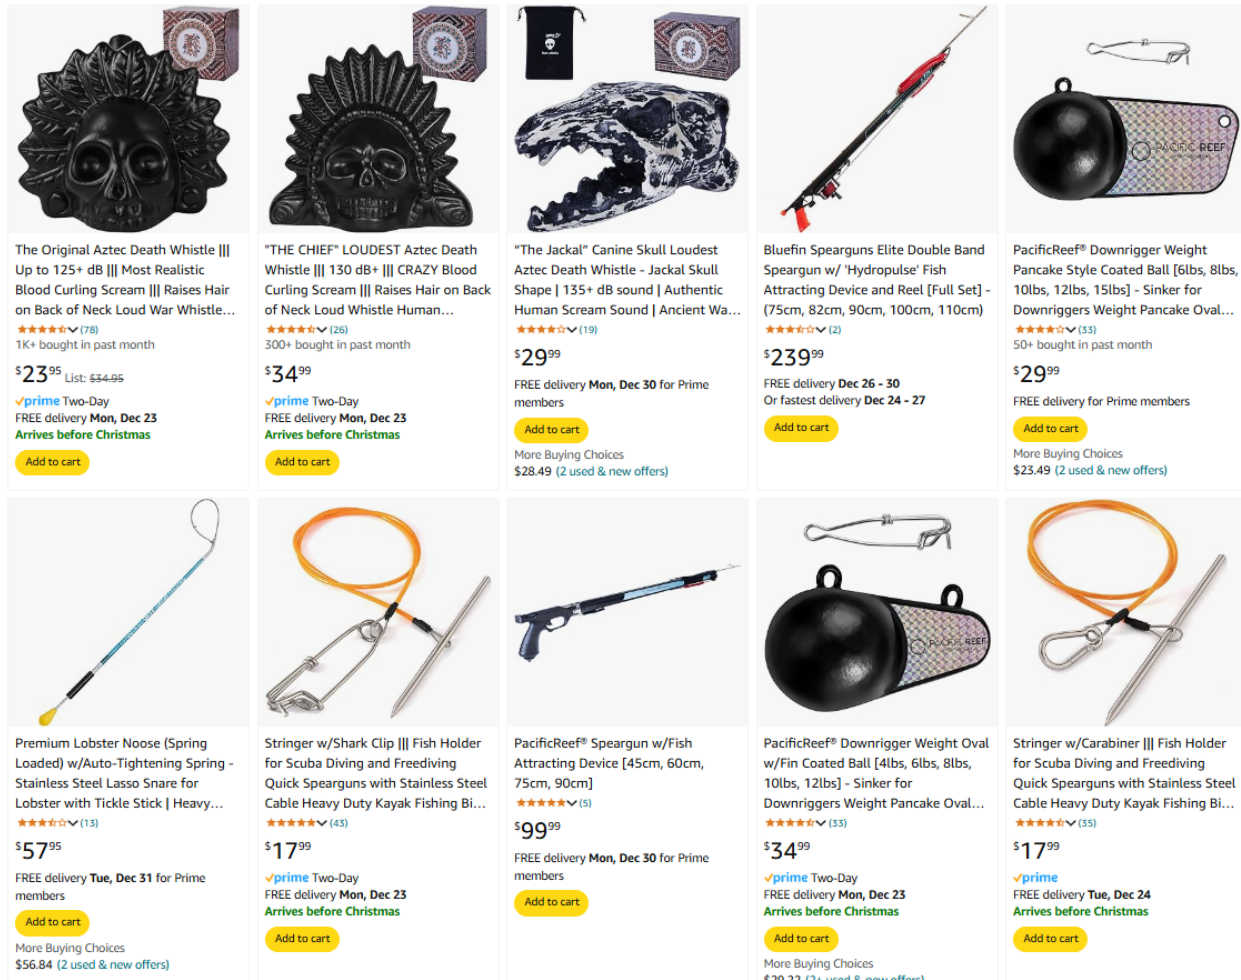 The Original Aztec Death Whistle |||
Up to 125+ dB ||| Most Realistic
Blood Curling Scream ||| Raises Hair
on Back of Neck Loud War Whistle…
(78)
1K+ bought in past month
$23 95 List: $34.95
prime Two-Day
FREE delivery Mon, Dec 23
Arrives before Christmas
Add to cart
"THE CHIEF" LOUDEST Aztec Death
Whistle ||| 130 dB+ ||| CRAZY Blood
Curling Scream ||| Raises Hair on Back
of Neck Loud Whistle Human…
(26)
300+ bought in past month
$34 99
prime Two-Day
FREE delivery Mon, Dec 23
Arrives before Christmas
Add to cart
“The Jackal” Canine Skull Loudest
Aztec Death Whistle - Jackal Skull
Shape | 135+ dB sound | Authentic
Human Scream Sound | Ancient Wa…
(19)
$29 99
FREE delivery Mon, Dec 30 for Prime
members
Add to cart
More Buying Choices
$28.49 (2 used & new offers)
Bluefin Spearguns Elite Double Band
Speargun w/ 'Hydropulse' Fish
Attracting Device and Reel [Full Set] -
(75cm, 82cm, 90cm, 100cm, 110cm)
(2)
$239 99
FREE delivery Dec 26 - 30
Or fastest delivery Dec 24 - 27
Add to cart
PACIFIC REEF
PacificReef® Downrigger Weight
Pancake Style Coated Ball [6lbs, 8lbs,
10lbs, 12lbs, 15lbs] - Sinker for
Downriggers Weight Pancake Oval…
(33)
50+ bought in past month
$29 99
FREE delivery for Prime members
Add to cart
More Buying Choices
$23.49 (2 used & new offers)
Premium Lobster Noose (Spring
Loaded) w/Auto-Tightening Spring -
Stainless Steel Lasso Snare for
Lobster with Tickle Stick | Heavy…
(13)
$57 95
FREE delivery Tue, Dec 31 for Prime
members
Add to cart
More Buying Choices
$56.84 (2 used & new offers)
Stringer w/Shark Clip ||| Fish Holder
for Scuba Diving and Freediving
Quick Spearguns with Stainless Steel
Cable Heavy Duty Kayak Fishing Bi…
(43)
$17 99
prime Two-Day
FREE delivery Mon, Dec 23
Arrives before Christmas
Add to cart
PacificReef® Speargun w/Fish
Attracting Device [45cm, 60cm,
75cm, 90cm]
(5)
$99 99
FREE delivery Mon, Dec 30 for Prime
members
Add to cart
PACIFIC REEF
PacificReef® Downrigger Weight Oval
w/Fin Coated Ball [4lbs, 6lbs, 8lbs,
10lbs, 12lbs] - Sinker for
Downriggers Weight Pancake Oval…
(33)
$34 99
prime Two-Day
FREE delivery Mon, Dec 23
Arrives before Christmas
Add to cart
More Buying Choices
$29.22 (2+ used & new offers)
Stringer w/Carabiner ||| Fish Holder
for Scuba Diving and Freediving
Quick Spearguns with Stainless Steel
Cable Heavy Duty Kayak Fishing Bi…
(35)
$17 99
prime
FREE delivery Tue, Dec 24
Arrives before Christmas
Add to cart